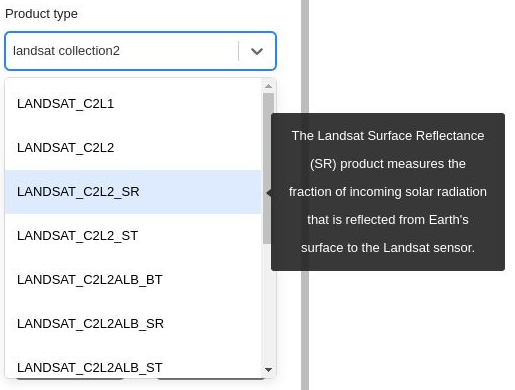 Product type
landsat collection2
LANDSAT_C2L1
LANDSAT_C2L2
LANDSAT_C2L2_SR
LANDSAT_C2L2_ST
LANDSAT_C2L2ALB_BT
LANDSAT_C2L2ALB_SR
LANDSAT_C2L2ALB_ST
The Landsat Surface Reflectance
(SR) product measures the
fraction of incoming solar radiation
that is reflected from Earth's
surface to the Landsat sensor.